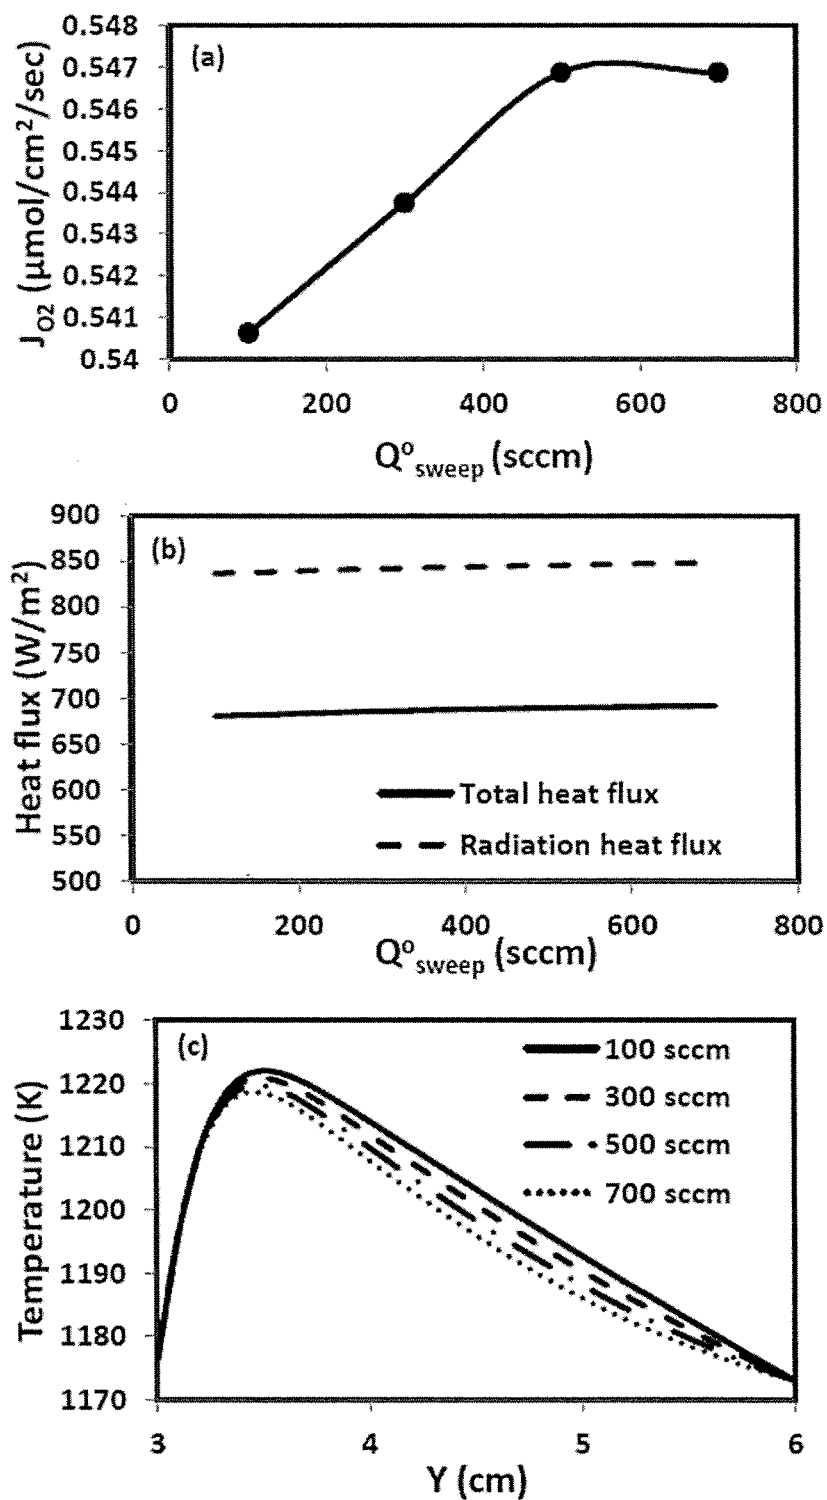 (a)
0.548
0.547
0.546
0.545
0.544
0.543
0.542
0.541
0.54
J_O2 (μmol/cm²/sec)
0 200 400 600 800
Q°sweep (sccm)
(b)
900
850
800
750
700
650
600
550
500
Heat flux (W/m²)
Total heat flux
Radiation heat flux
0 200 400 600 800
Q°sweep (sccm)
(c)
1230
1220
1210
1200
1190
1180
1170
Temperature (K)
100 sccm
300 sccm
500 sccm
700 sccm
3 4 5 6
Y (cm)